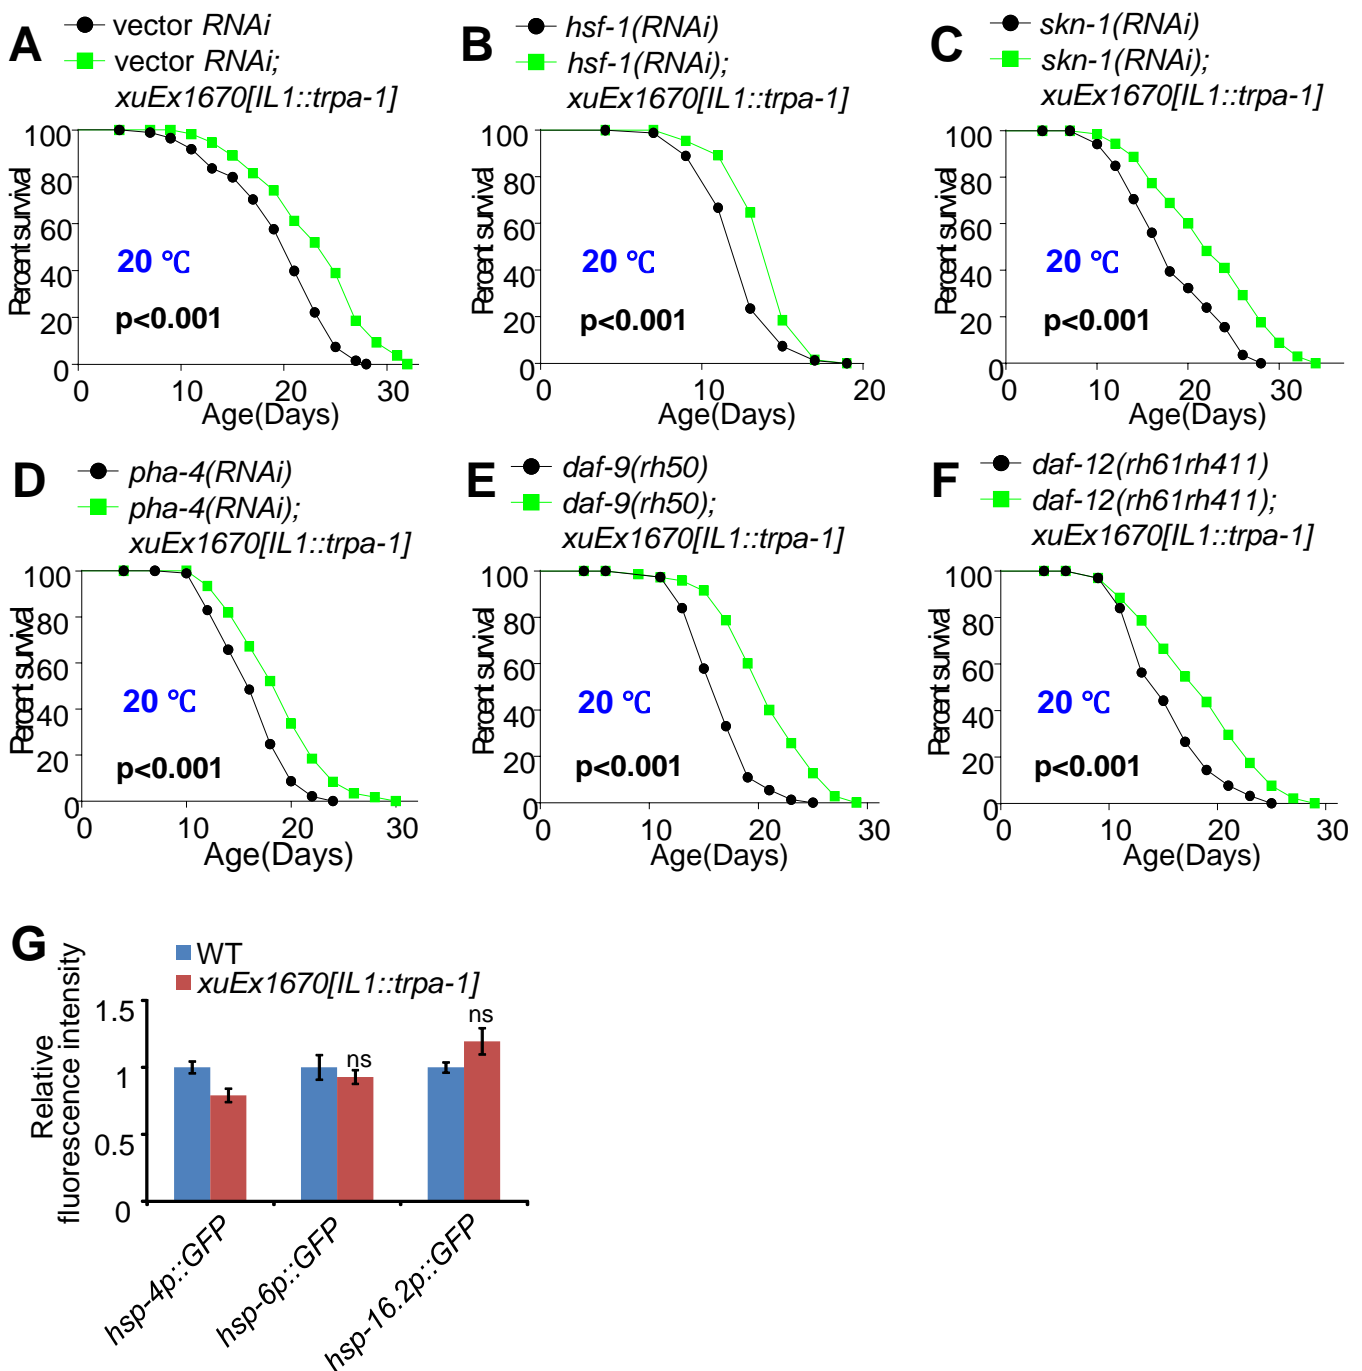 A
vector RNAi
vector RNAi;
xuEx1670[IL1::trpa-1]
100
80
60
40
20
0
Percent survival
20 °C
p<0.001
0 10 20 30
Age(Days)
B
hsf-1(RNAi)
hsf-1(RNAi);
xuEx1670[IL1::trpa-1]
100
80
60
40
20
0
Percent survival
20 °C
p<0.001
0 10 20
Age(Days)
C
skn-1(RNAi)
skn-1(RNAi);
xuEx1670[IL1::trpa-1]
100
80
60
40
20
0
Percent survival
20 °C
p<0.001
0 10 20 30
Age(Days)
D
pha-4(RNAi)
pha-4(RNAi);
xuEx1670[IL1::trpa-1]
100
80
60
40
20
0
Percent survival
20 °C
p<0.001
0 10 20 30
Age(Days)
E
daf-9(rh50)
daf-9(rh50);
xuEx1670[IL1::trpa-1]
100
80
60
40
20
0
Percent survival
20 °C
p<0.001
0 10 20 30
Age(Days)
F
daf-12(rh61rh411)
daf-12(rh61rh411);
xuEx1670[IL1::trpa-1]
100
80
60
40
20
0
Percent survival
20 °C
p<0.001
0 10 20 30
Age(Days)
G
WT
xuEx1670[IL1::trpa-1]
Relative
fluorescence intensity
1.5
1
0.5
0
ns
ns
hsp-4p::GFP
hsp-6p::GFP
hsp-16.2p::GFP